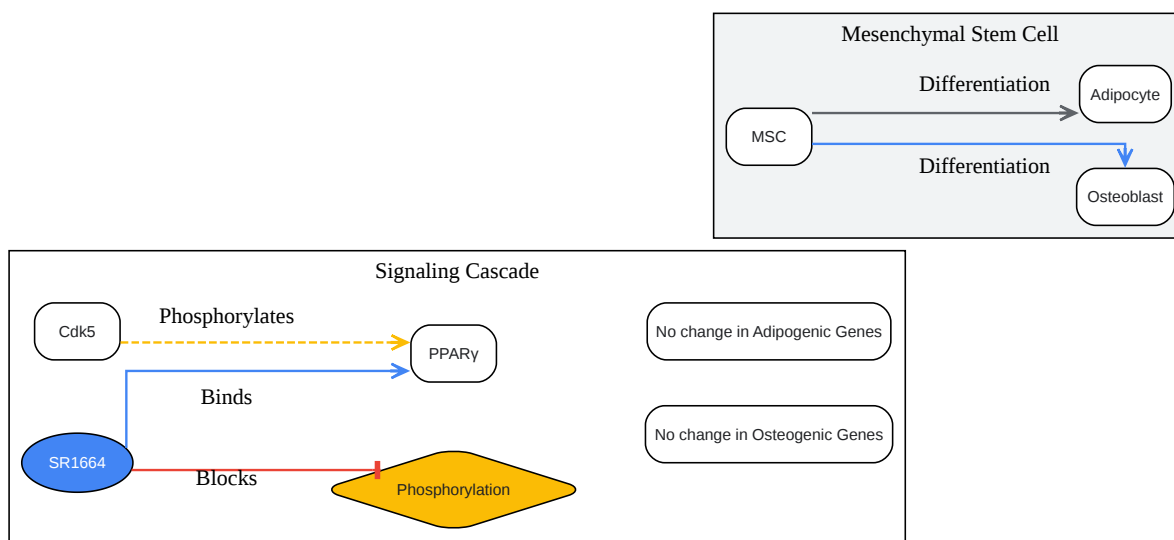 Mesenchymal Stem Cell
Differentiation
Adipocyte
MSC
Differentiation
Osteoblast
Signaling Cascade
Phosphorylates
Cdk5
PPARγ
No change in Adipogenic Genes
Binds
No change in Osteogenic Genes
SR1664
Blocks
Phosphorylation